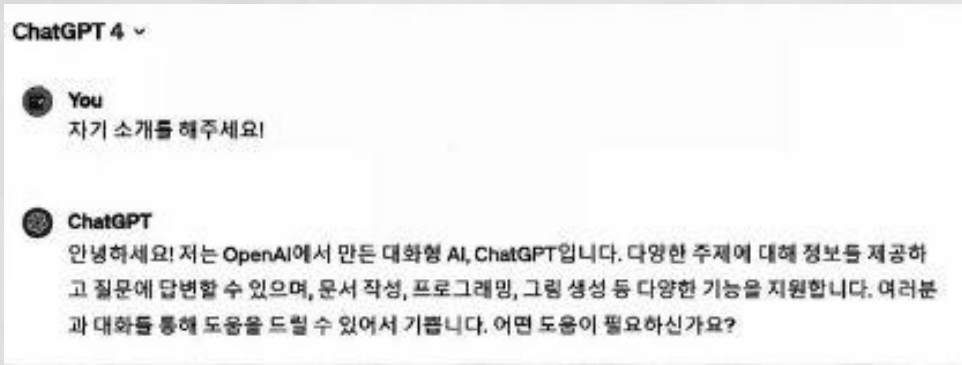 ChatGPT 4
You
자기 소개를 해주세요!
ChatGPT
안녕하세요! 저는 OpenAI에서 만든 대화형 AI, ChatGPT입니다. 다양한 주제에 대해 정보를 제공하
고 질문에 답변할 수 있으며, 문서 작성, 프로그래밍, 그림 생성 등 다양한 기능을 지원합니다. 여러분
과 대화를 통해 도움을 드릴 수 있어서 기쁩니다. 어떤 도움이 필요하신가요?